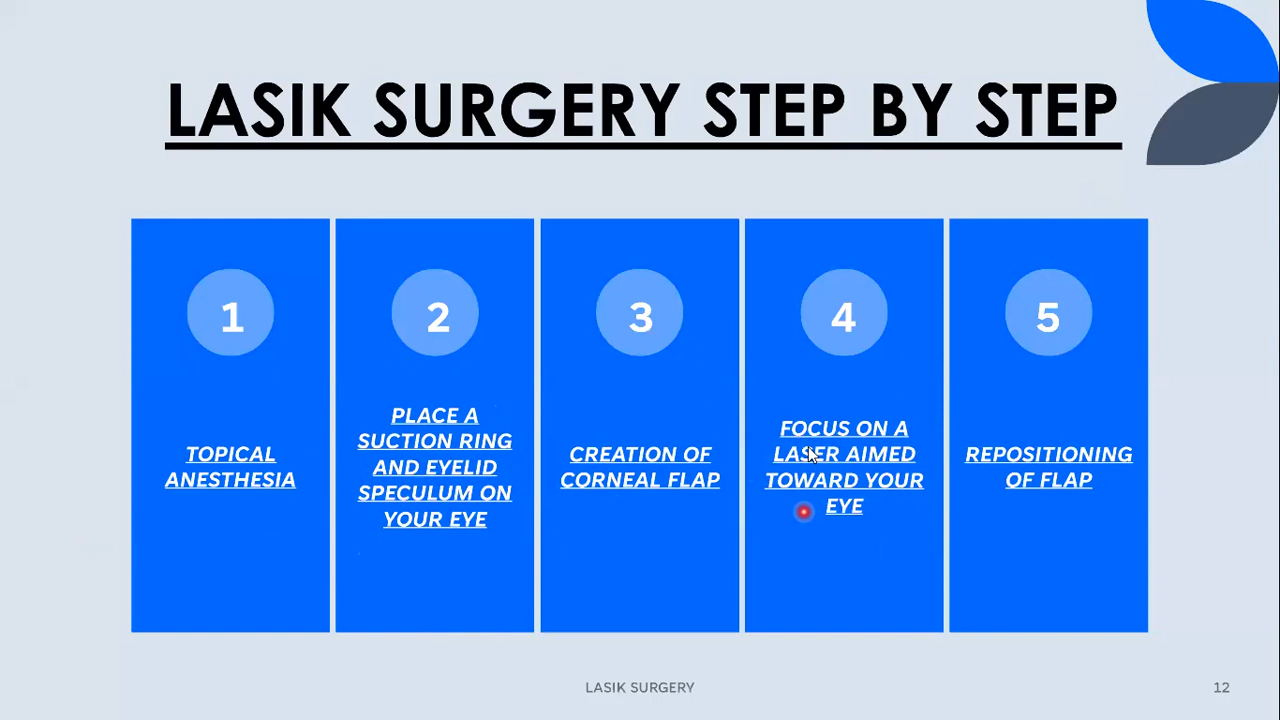 LASIK SURGERY STEP BY STEP
1
TOPICAL
ANESTHESIA
2
PLACE A
SUCTION RING
AND EYELID
SPECULUM ON
YOUR EYE
3
CREATION OF
CORNEAL FLAP
4
FOCUS ON A
LASER AIMED
TOWARD YOUR
EYE
5
REPOSITIONING
OF FLAP
LASIK SURGERY
12